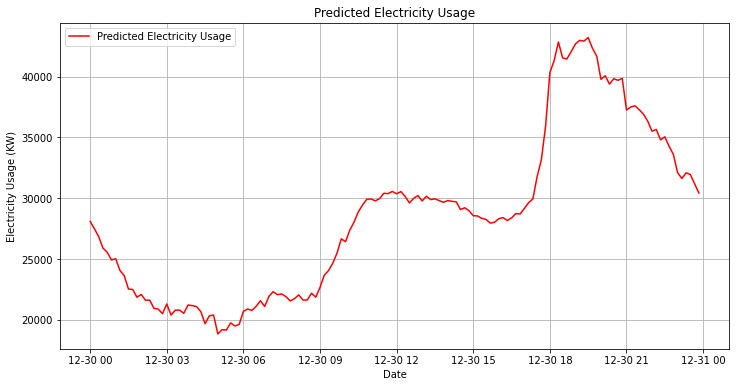 Predicted Electricity Usage
Predicted Electricity Usage
40000
35000
30000
25000
20000
Electricty Usage (KW)
12-30 00 12-30 03 12-30 06 12-30 09 12-30 12 12-30 15 12-30 18 12-30 21 12-31 00
Date